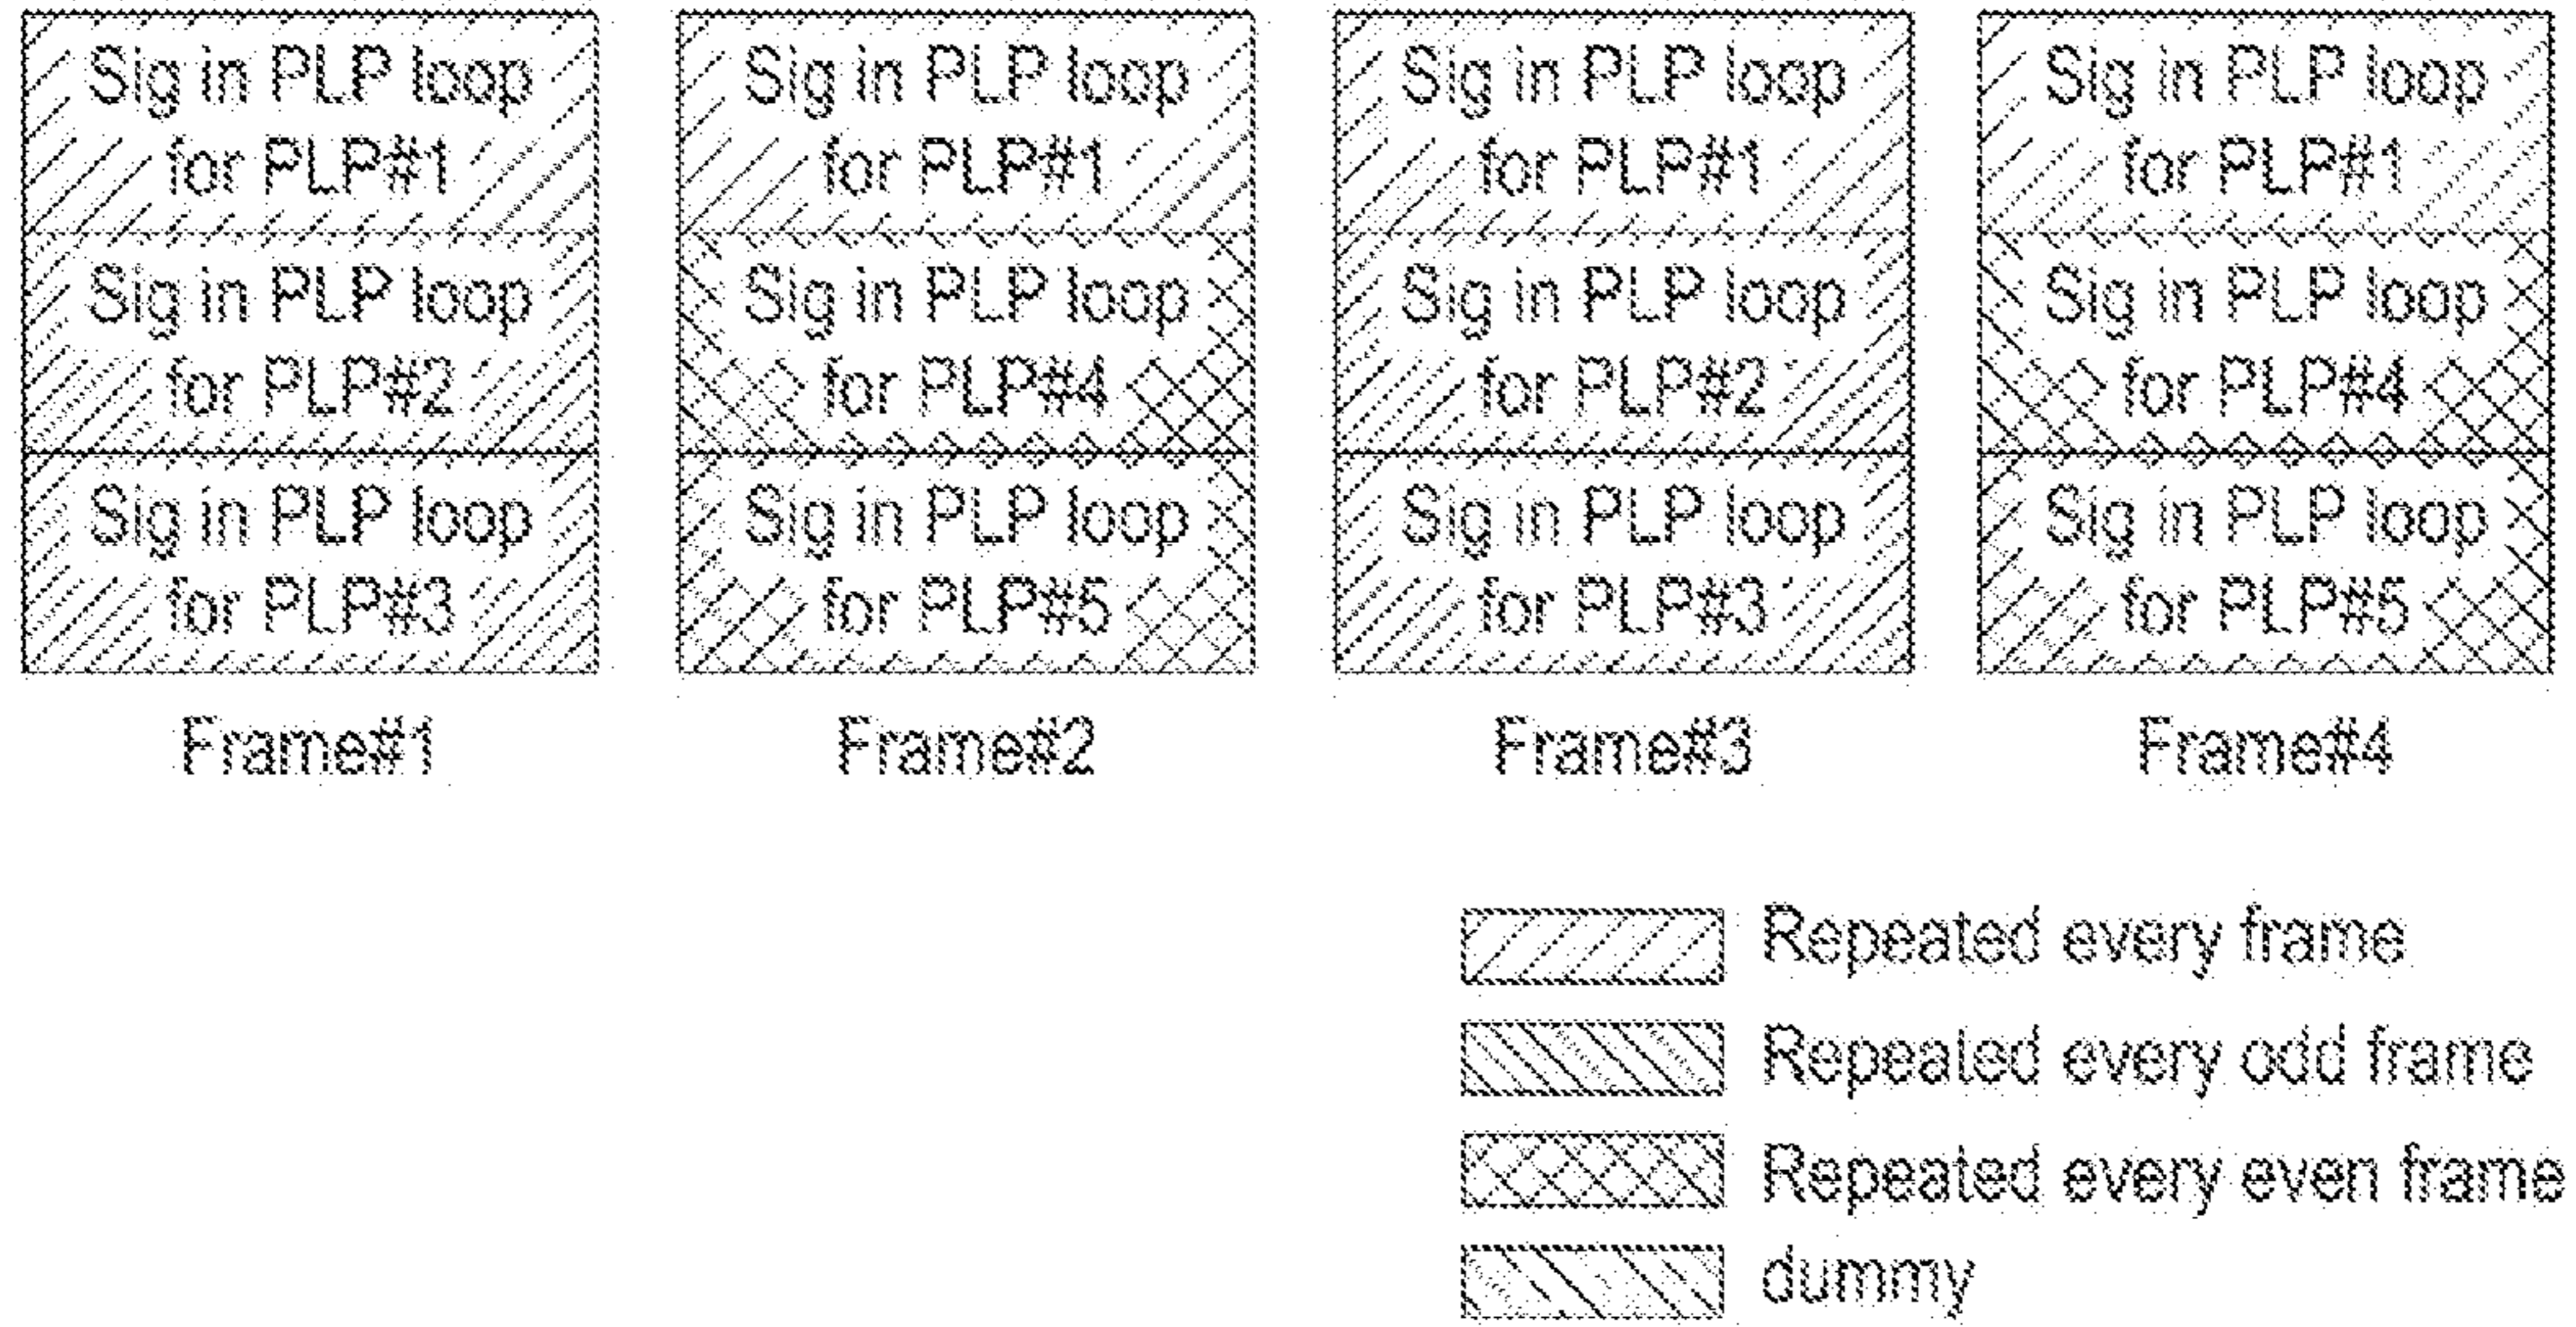 Sig in PLP loop
for PLP#1
Sig in PLP loop
for PLP#2
Sig in PLP loop
for PLP#3
Frame#1
Sig in PLP loop
for PLP#1
Sig in PLP loop
for PLP#4
Sig in PLP loop
for PLP#5
Frame#2
Sig in PLP loop
for PLP#1
Sig in PLP loop
for PLP#2
Sig in PLP loop
for PLP#3
Frame#3
Sig in PLP loop
for PLP#1
Sig in PLP loop
for PLP#4
Sig in PLP loop
for PLP#5
Frame#4
Repeated every frame
Repeated every odd frame
Repeated every even frame
dummy